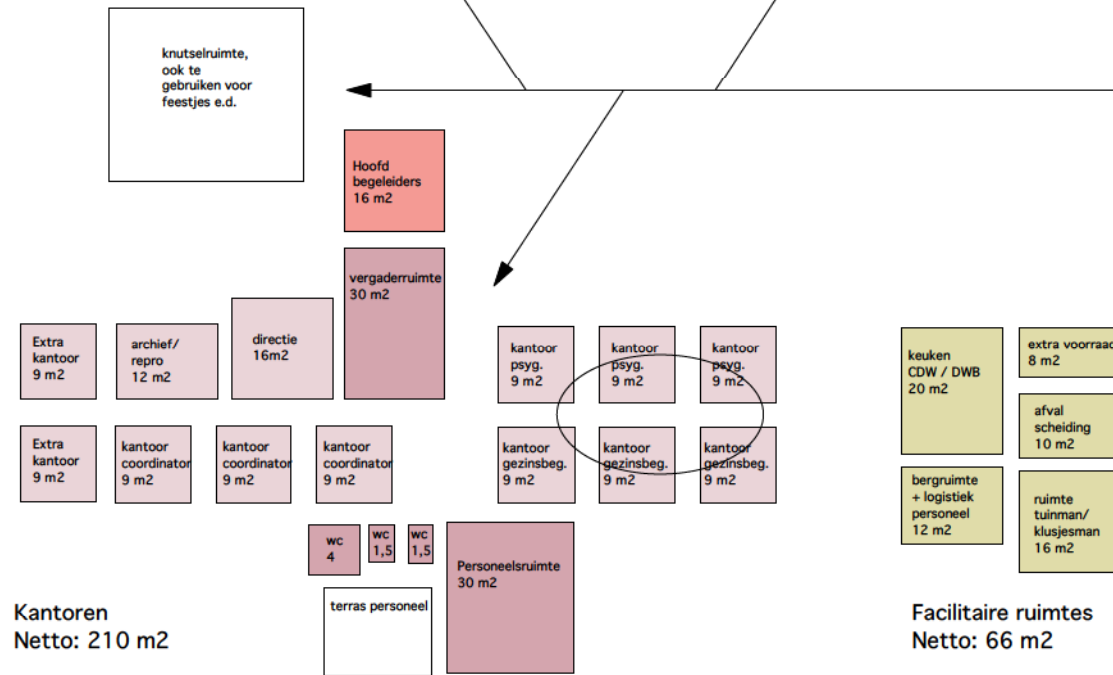 knutselruimte,
ook te
gebruiken voor
feestjes e.d.
Hoofd
begeleiders
16 m2
vergaderruimte
30 m2
Extra
kantoor
9 m2
archief/
repro
12 m2
directie
16m2
kantoor
psyg.
9 m2
kantoor
psyg.
9 m2
kantoor
psyg.
9 m2
keuken
CDW / DWB
20 m2
extra voorraad
8 m2
afval
scheiding
10 m2
Extra
kantoor
9 m2
kantoor
coordinator
9 m2
kantoor
coordinator
9 m2
kantoor
coordinator
9 m2
kantoor
gezinsbeg.
9 m2
kantoor
gezinsbeg.
9 m2
kantoor
gezinsbeg.
9 m2
bergruimte
+ logistiek
personeel
12 m2
ruimte
tuinman/
klusjesman
16 m2
wc
4
wc
1,5
wc
1,5
Personeelsruimte
30 m2
terras personeel
Kantoren
Netto: 210 m2
Facilitaire ruimtes
Netto: 66 m2